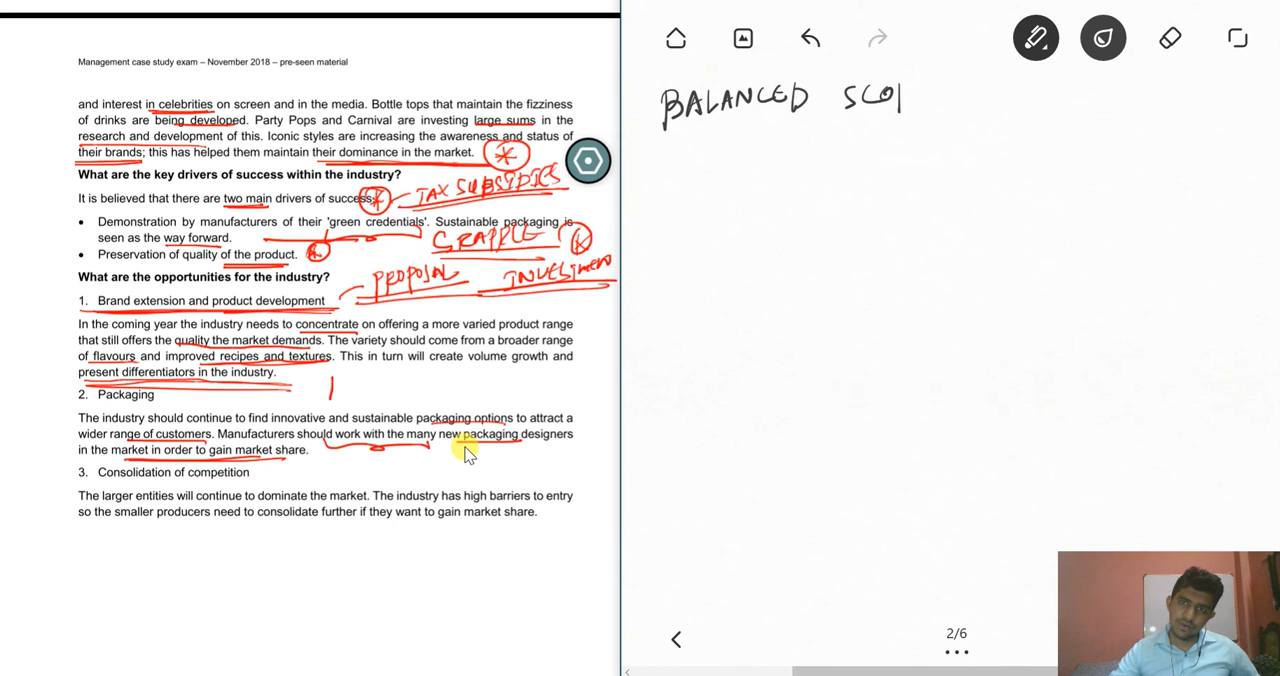 Management case study exam – November 2018 – pre-seen material
and interest in celebrities on screen and in the media. Bottle tops that maintain the fizziness
of drinks are being developed. Party Pops and Carnival are investing large sums in the
research and development of this. Iconic styles are increasing the awareness and status of
their brands; this has helped them maintain their dominance in the market.
What are the key drivers of success within the industry?
It is believed that there are two main drivers of success:
TAX SUBSIDIES
• Demonstration by manufacturers of their 'green credentials'. Sustainable packaging is
seen as the way forward.
GRAPPLE
• Preservation of quality of the product.
What are the opportunities for the industry?
PROPOSAL INVESTMENT
1. Brand extension and product development
In the coming year the industry needs to concentrate on offering a more varied product range
that still offers the quality the market demands. The variety should come from a broader range
of flavours and improved recipes and textures. This in turn will create volume growth and
present differentiators in the industry.
2. Packaging
The industry should continue to find innovative and sustainable packaging options to attract a
wider range of customers. Manufacturers should work with the many new packaging designers
in the market in order to gain market share.
3. Consolidation of competition
The larger entities will continue to dominate the market. The industry has high barriers to entry
so the smaller producers need to consolidate further if they want to gain market share.
BALANCED SCO
2/6